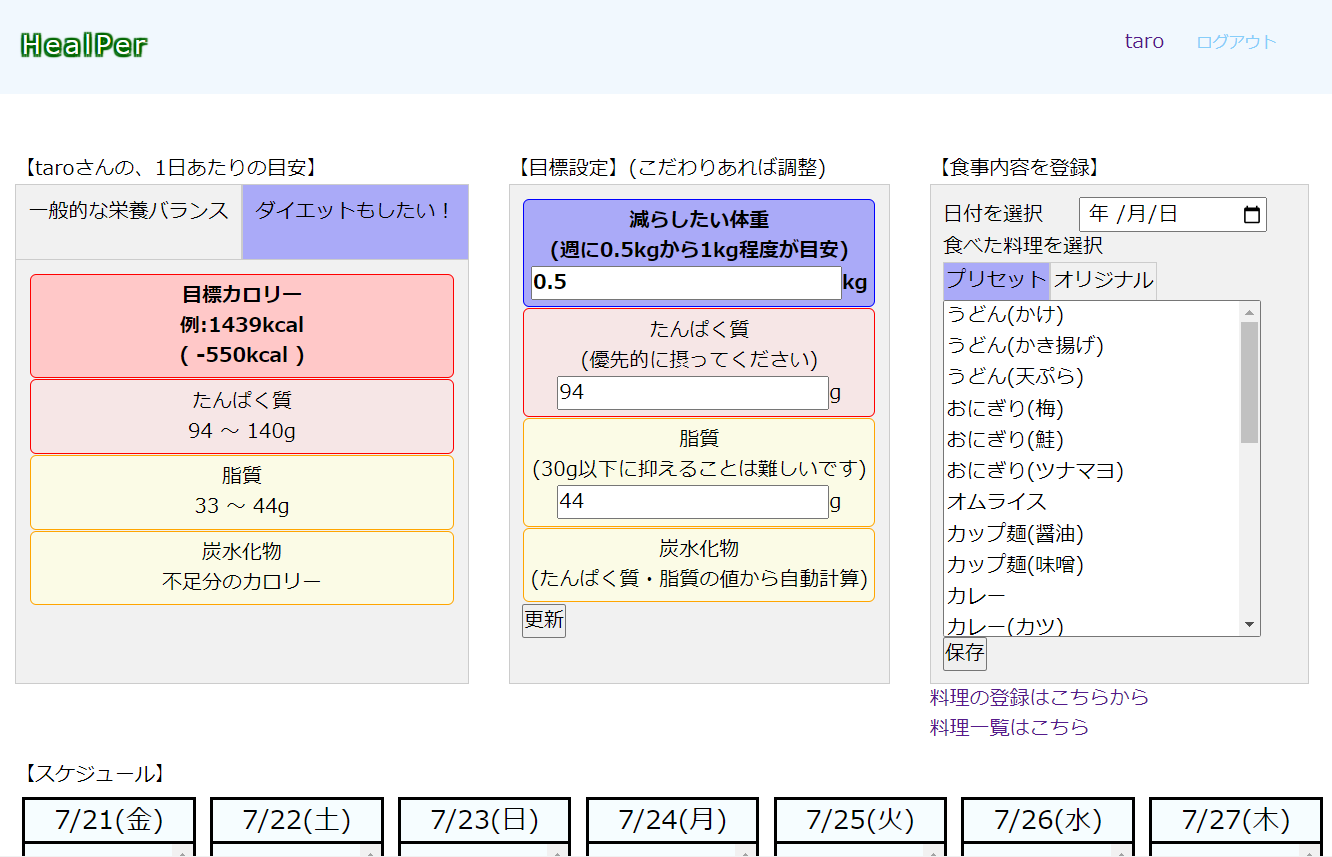 HealPer
taro ログアウト
【taroさんの、1日あたりの目安】
一般的な栄養バランス
ダイエットもしたい！
目標カロリー
例:1439kcal
( -550kcal )
たんぱく質
94 ～ 140g
脂質
33 ～ 44g
炭水化物
不足分のカロリー
【目標設定】(こだわりあれば調整)
減らしたい体重
(週に0.5kgから1kg程度が目安)
0.5 kg
たんぱく質
(優先的に摂ってください)
94 g
脂質
(30g以下に抑えることは難しいです)
44 g
炭水化物
(たんぱく質・脂質の値から自動計算)
更新
【食事内容を登録】
日付を選択 年 /月/日
食べた料理を選択
プリセット オリジナル
うどん(かけ)
うどん(かき揚げ)
うどん(天ぷら)
おにぎり(梅)
おにぎり(鮭)
おにぎり(ツナマヨ)
オムライス
カップ麺(醤油)
カップ麺(味噌)
カレー
カレー(カツ)
保存
料理の登録はこちらから
料理一覧はこちら
【スケジュール】
7/21(金) 7/22(土) 7/23(日) 7/24(月) 7/25(火) 7/26(水) 7/27(木)